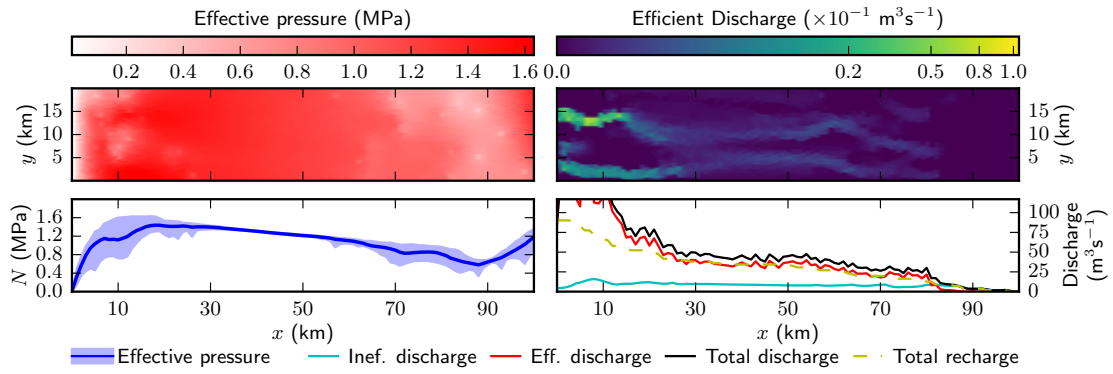 Effective pressure (MPa)
Efficient Discharge (×10⁻¹ m³s⁻¹)
0.2 0.4 0.6 0.8 1.0 1.2 1.4 1.6
0.0 0.2 0.5 0.8 1.0
y (km)
15
10
5
15
10
5
y (km)
N (MPa)
1.6
1.2
0.8
0.4
0.0
100
75
50
25
0
Discharge
(m³s⁻¹)
10 30 50 70 90
10 30 50 70 90
x (km)
x (km)
Effective pressure Inef. discharge Eff. discharge Total discharge Total recharge